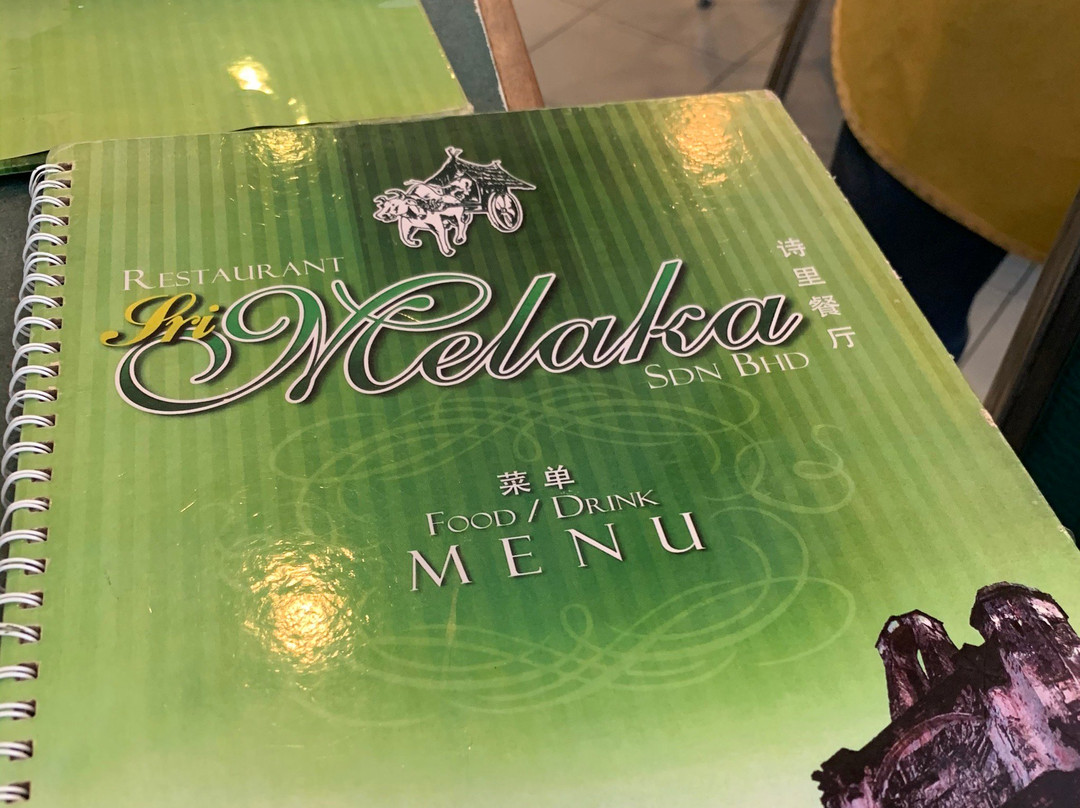 RESTAURANT
Sri Melaka
SDN BHD
诗里餐厅
菜单
FOOD / DRINK
MENU